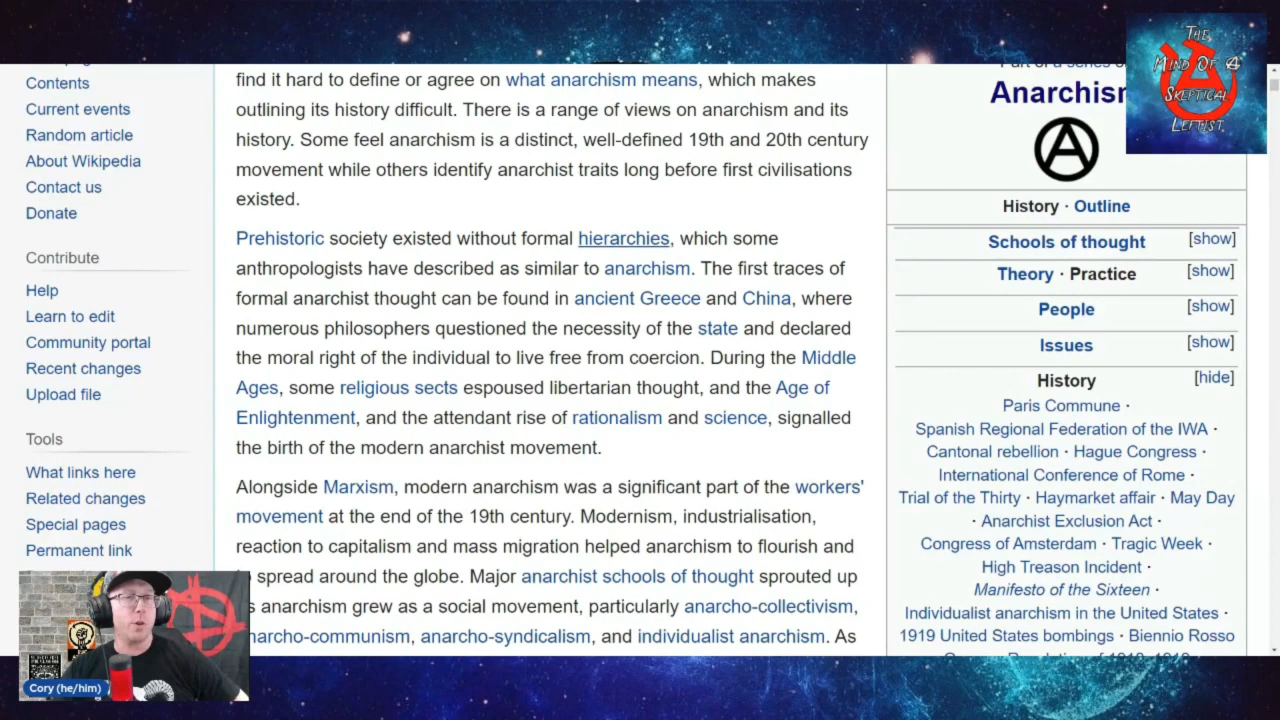 Contents
Current events
Random article
About Wikipedia
Contact us
Donate
Contribute
Help
Learn to edit
Community portal
Recent changes
Upload file
Tools
What links here
Related changes
Special pages
Permanent link
find it hard to define or agree on what anarchism means, which makes
outlining its history difficult. There is a range of views on anarchism and its
history. Some feel anarchism is a distinct, well-defined 19th and 20th century
movement while others identify anarchist traits long before first civilisations
existed.
Prehistoric society existed without formal hierarchies, which some
anthropologists have described as similar to anarchism. The first traces of
formal anarchist thought can be found in ancient Greece and China, where
numerous philosophers questioned the necessity of the state and declared
the moral right of the individual to live free from coercion. During the Middle
Ages, some religious sects espoused libertarian thought, and the Age of
Enlightenment, and the attendant rise of rationalism and science, signalled
the birth of the modern anarchist movement.
Alongside Marxism, modern anarchism was a significant part of the workers'
movement at the end of the 19th century. Modernism, industrialisation,
reaction to capitalism and mass migration helped anarchism to flourish and
spread around the globe. Major anarchist schools of thought sprouted up
anarchism grew as a social movement, particularly anarcho-collectivism,
narcho-communism, anarcho-syndicalism, and individualist anarchism. As
Part of a series
Anarchis
History · Outline
Schools of thought [show]
Theory · Practice [show]
People [show]
Issues [show]
History [hide]
Paris Commune ·
Spanish Regional Federation of the IWA ·
Cantonal rebellion · Hague Congress ·
International Conference of Rome ·
Trial of the Thirty · Haymarket affair · May Day
· Anarchist Exclusion Act ·
Congress of Amsterdam · Tragic Week ·
High Treason Incident ·
Manifesto of the Sixteen ·
Individualist anarchism in the United States ·
1919 United States bombings · Biennio Rosso
The
Mind Of A
Skeptical
Leftist
Cory (he/him)